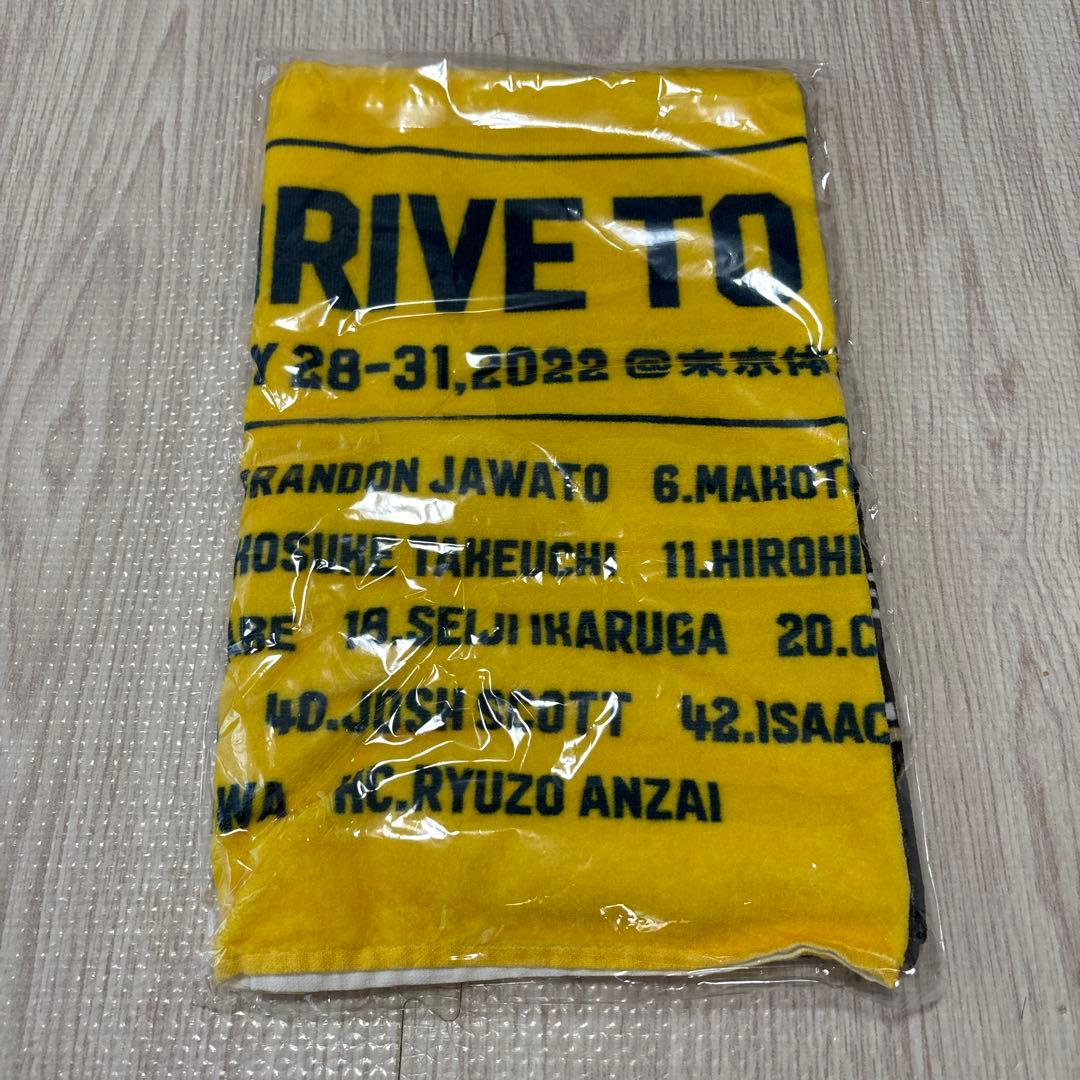 DRIVE TO
Y 28-31,2022 @東京体
BRANDON JAWATO 6.MAKOT
KOSUKE TAKEUCHI 11.HIROHI
ABE 18.SEIJI IKARUGA 20.C
40.JOSH SCOTT 42.ISAAC
WA HC.RYUZO ANZAI